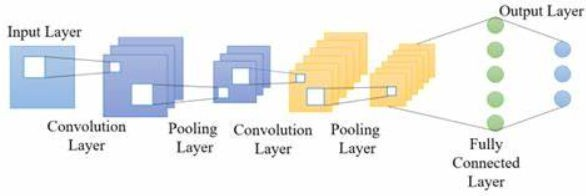 Input Layer
Output Layer
Convolution
Layer
Pooling
Layer
Convolution
Layer
Pooling
Layer
Fully
Connected
Layer